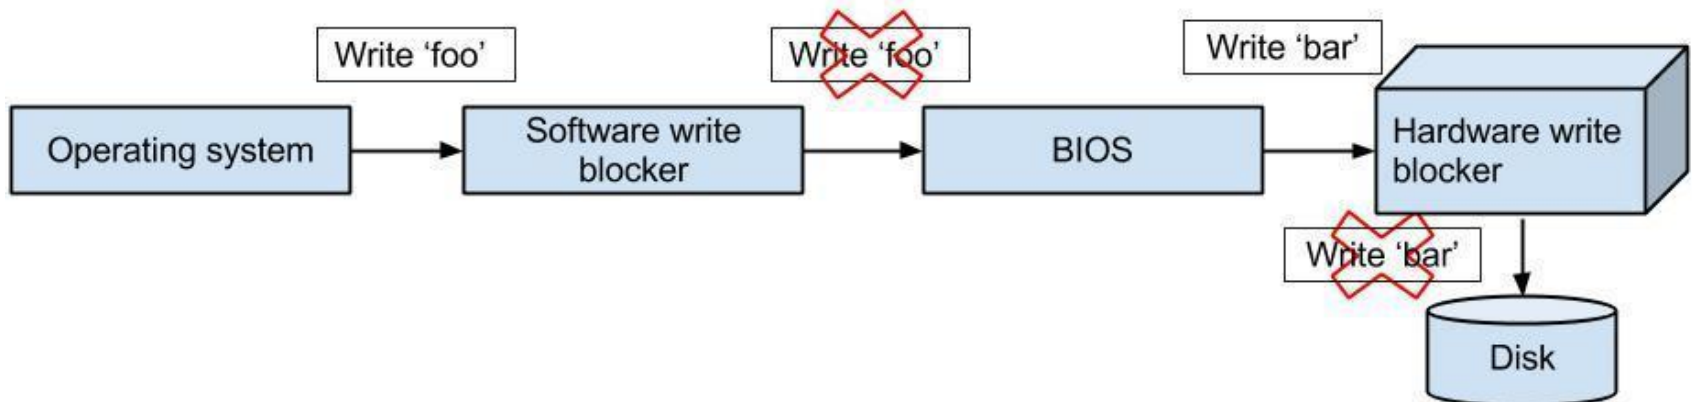 Write ‘foo’
Write ‘foo’
Write ‘bar’
Operating system
Software write
blocker
BIOS
Hardware write
blocker
Write ‘bar’
Disk